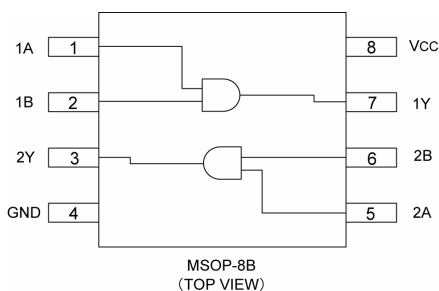 1A 1 8 VCC
1B 2 7 1Y
2Y 3 6 2B
GND 4 5 2A
MSOP-8B
(TOP VIEW)